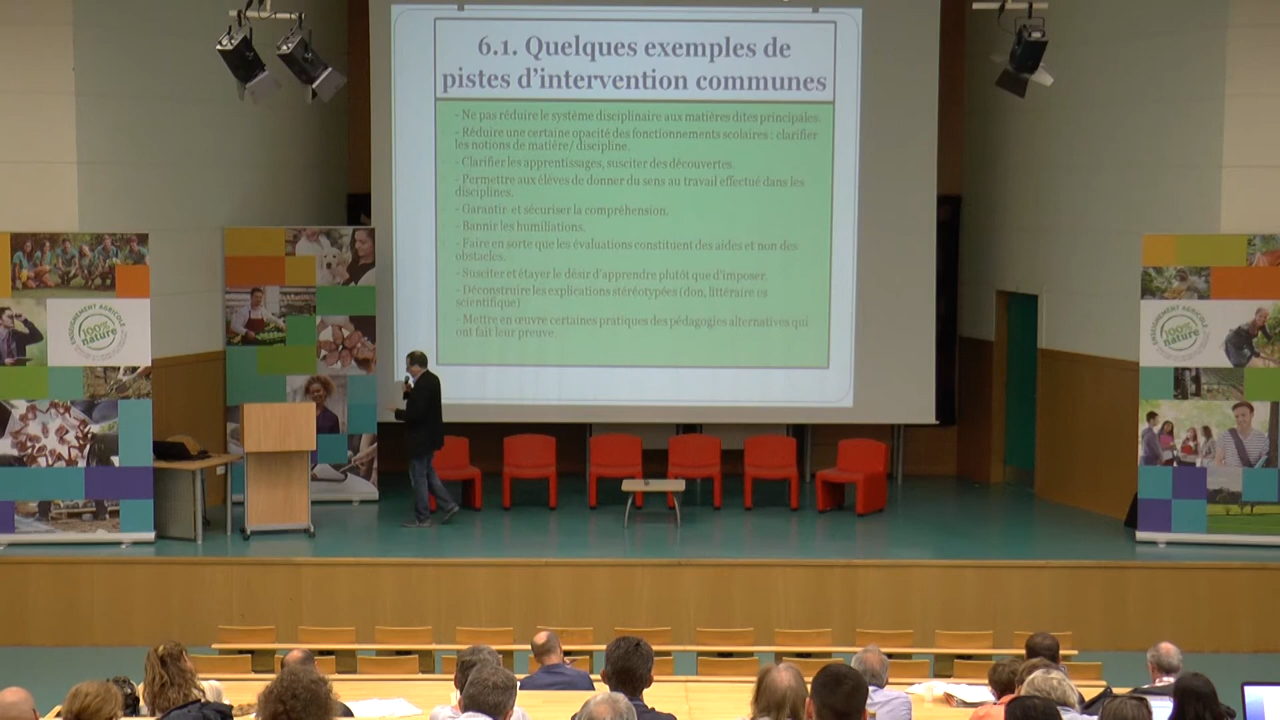 6.1. Quelques exemples de
pistes d'intervention communes
- Ne pas réduire le système disciplinaire aux matières dites principales.
- Réduire une certaine opacité des fonctionnements scolaires : clarifier
les notions de matière/ discipline.
- Clarifier les apprentissages, susciter des découvertes.
- Permettre aux élèves de donner du sens au travail effectué dans les
disciplines.
- Garantir et sécuriser la compréhension.
- Bannir les humiliations.
- Faire en sorte que les évaluations constituent des aides et non des
obstacles.
- Susciter et étayer le désir d'apprendre plutôt que d'imposer.
- Déconstruire les explications stéréotypées (don, littéraire vs
scientifique)
- Mettre en œuvre certaines pratiques des pédagogies alternatives qui
ont fait leur preuve.
ENSEIGNEMENT AGRICOLE
100%
nature
ENSEIGNEMENT AGRICOLE
100%
nature